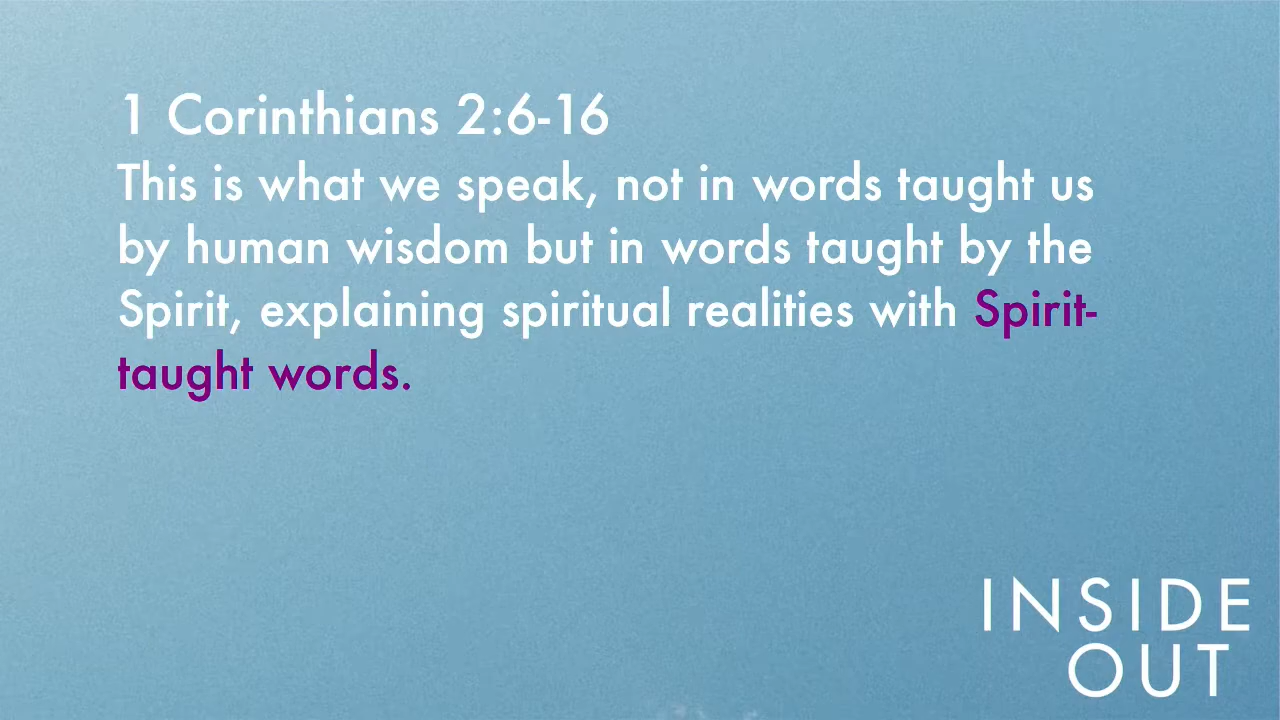 1 Corinthians 2:6-16
This is what we speak, not in words taught us
by human wisdom but in words taught by the
Spirit, explaining spiritual realities with Spirit-
taught words.
INSIDE
OUT